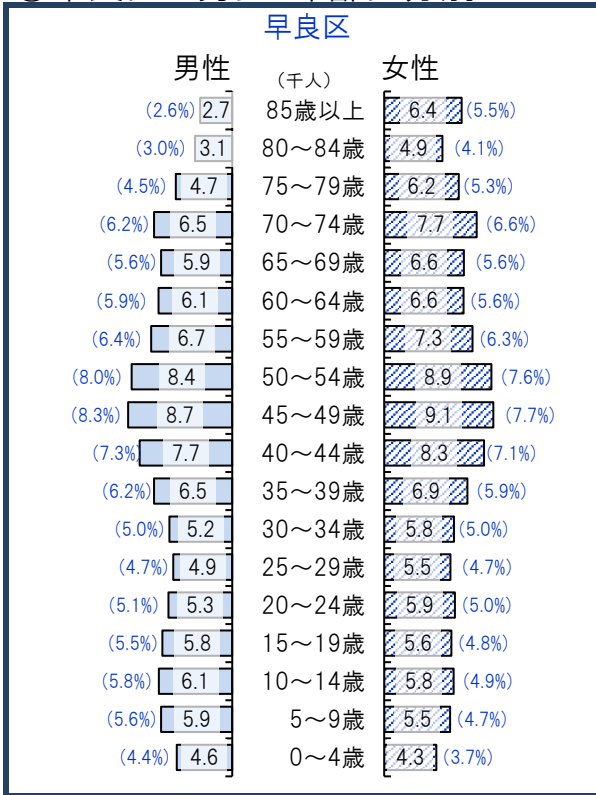 早良区
男性 (千人) 女性
(2.6%) 2.7 85歳以上 6.4 (5.5%)
(3.0%) 3.1 80～84歳 4.9 (4.1%)
(4.5%) 4.7 75～79歳 6.2 (5.3%)
(6.2%) 6.5 70～74歳 7.7 (6.6%)
(5.6%) 5.9 65～69歳 6.6 (5.6%)
(5.9%) 6.1 60～64歳 6.6 (5.6%)
(6.4%) 6.7 55～59歳 7.3 (6.3%)
(8.0%) 8.4 50～54歳 8.9 (7.6%)
(8.3%) 8.7 45～49歳 9.1 (7.7%)
(7.3%) 7.7 40～44歳 8.3 (7.1%)
(6.2%) 6.5 35～39歳 6.9 (5.9%)
(5.0%) 5.2 30～34歳 5.8 (5.0%)
(4.7%) 4.9 25～29歳 5.5 (4.7%)
(5.1%) 5.3 20～24歳 5.9 (5.0%)
(5.5%) 5.8 15～19歳 5.6 (4.8%)
(5.8%) 6.1 10～14歳 5.8 (4.9%)
(5.6%) 5.9 5～9歳 5.5 (4.7%)
(4.4%) 4.6 0～4歳 4.3 (3.7%)